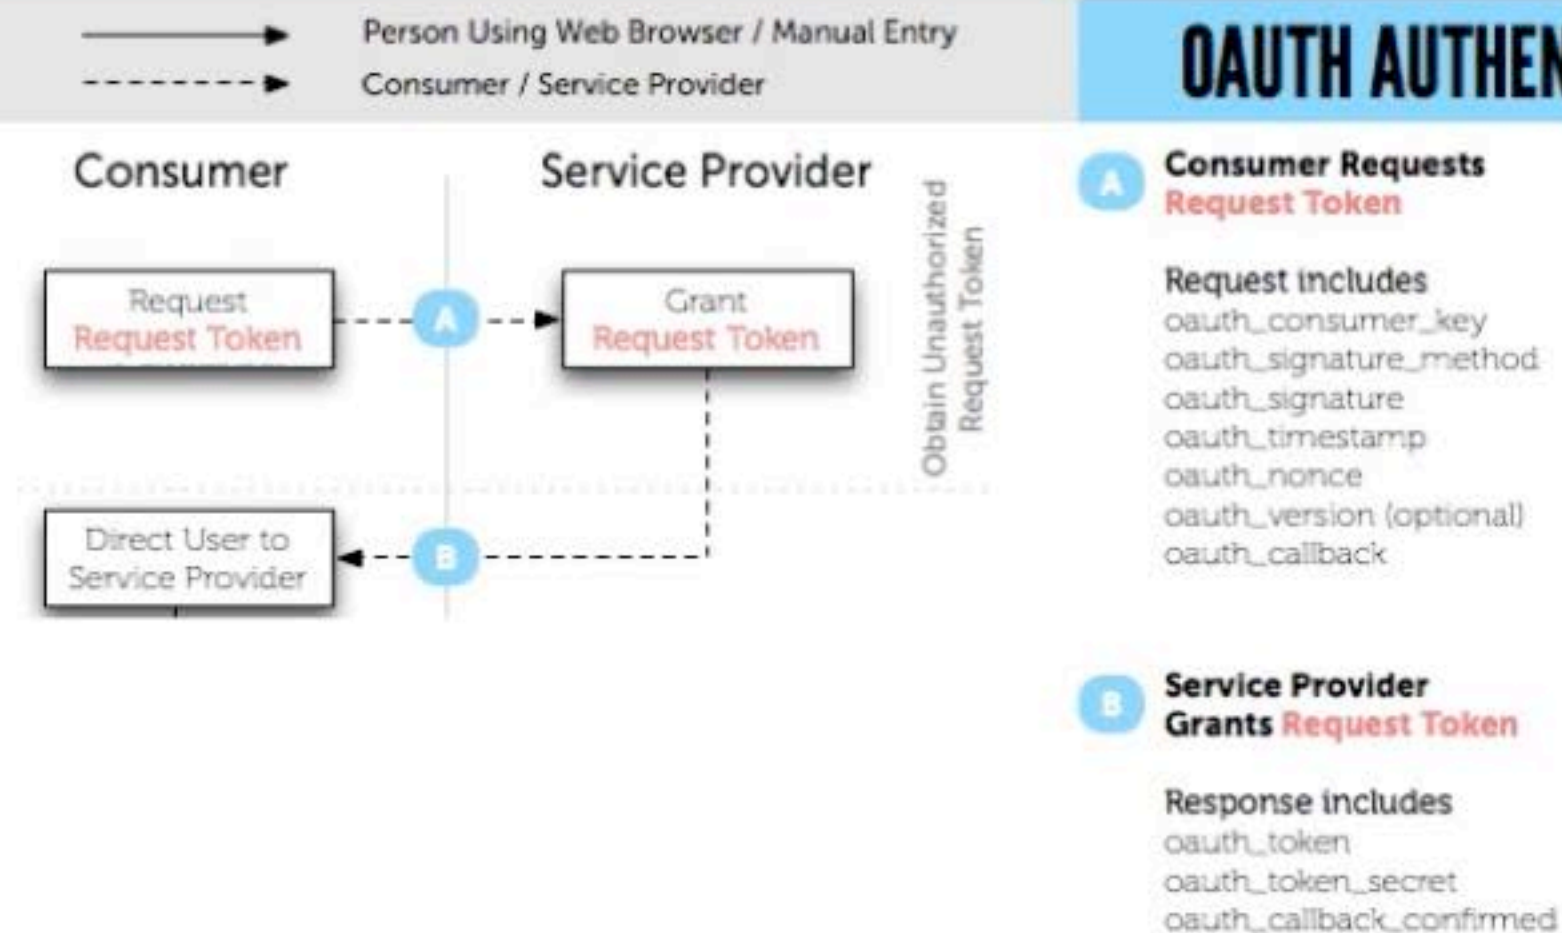 Person Using Web Browser / Manual Entry
Consumer / Service Provider
OAUTH AUTHEN
Consumer
Service Provider
Request
Request Token
A
Grant
Request Token
Obtain Unauthorized
Request Token
Direct User to
Service Provider
B
A
Consumer Requests
Request Token
Request includes
oauth_consumer_key
oauth_signature_method
oauth_signature
oauth_timestamp
oauth_nonce
oauth_version (optional)
oauth_callback
B
Service Provider
Grants Request Token
Response includes
oauth_token
oauth_token_secret
oauth_callback_confirmed